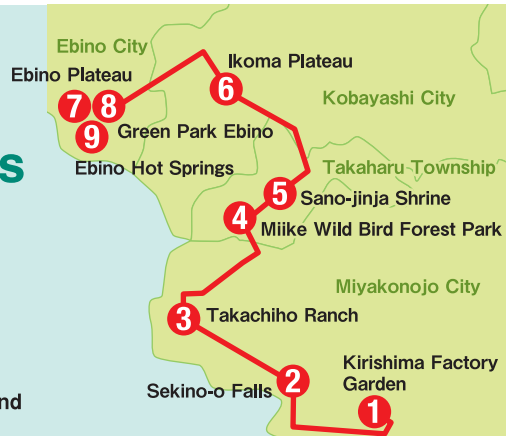 Ebino City
Ikoma Plateau
Ebino Plateau
6
7 8
Kobayashi City
9
Green Park Ebino
Ebino Hot Springs
Takaharu Township
s
5
Sano-jinja Shrine
4
Miike Wild Bird Forest Park
Miyakonojo City
3
Takachiho Ranch
Kirishima Factory
Garden
2
Sekino-o Falls
1
nd